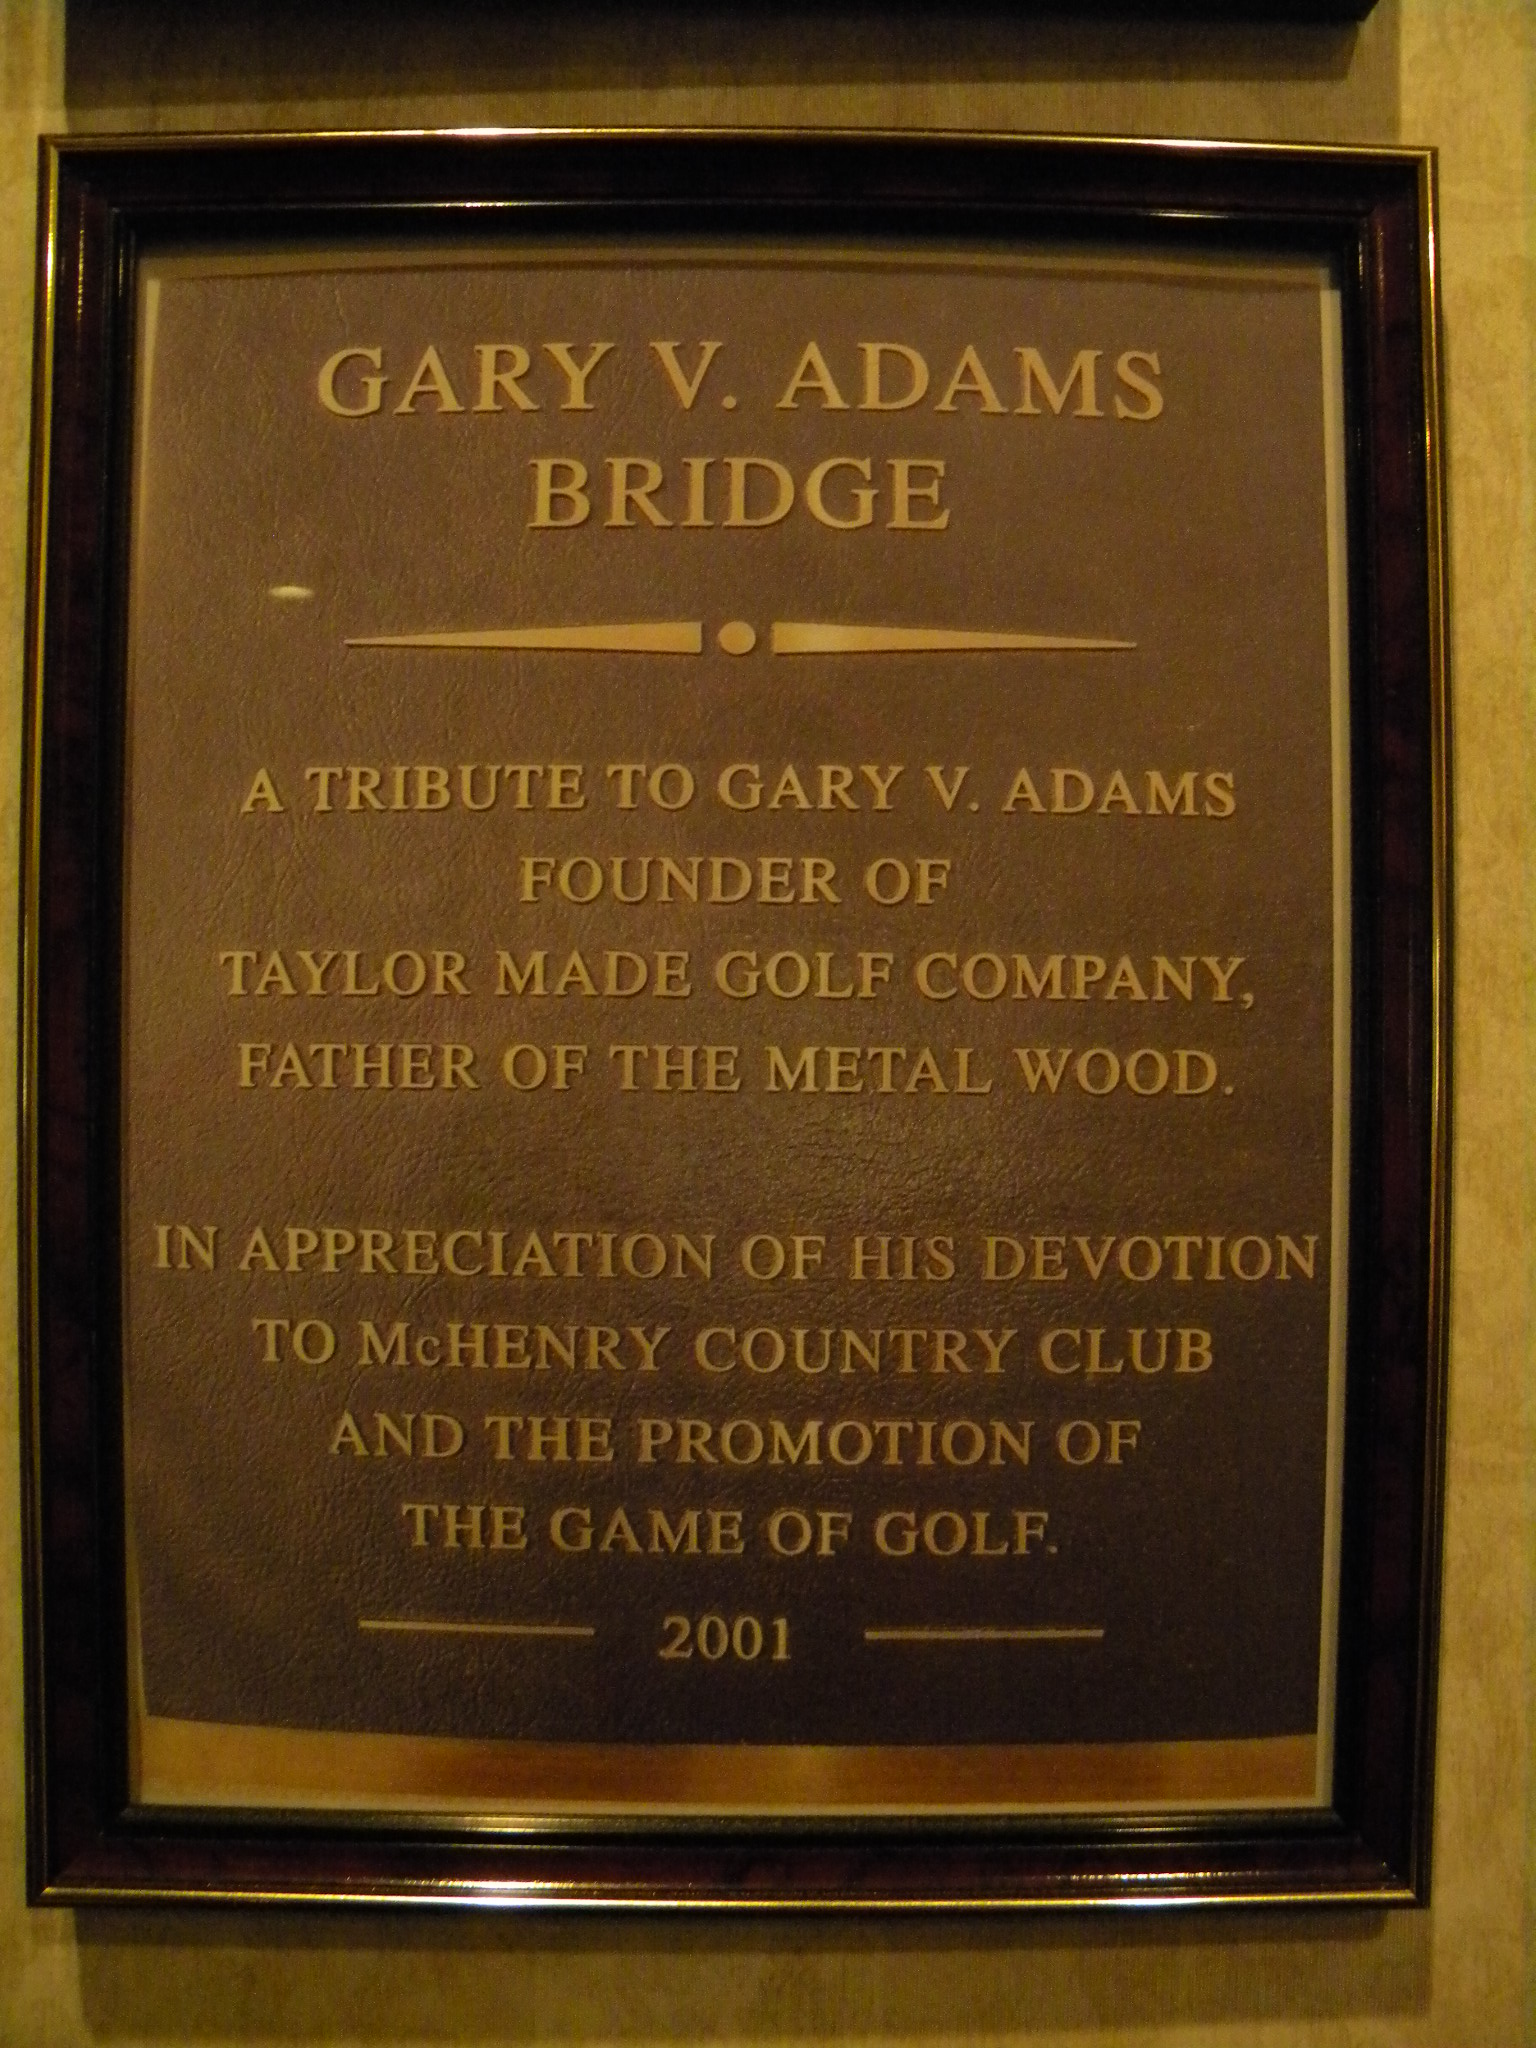 GARY V. ADAMS
BRIDGE
A TRIBUTE TO GARY V. ADAMS
FOUNDER OF
TAYLOR MADE GOLF COMPANY,
FATHER OF THE METAL WOOD.
IN APPRECIATION OF HIS DEVOTION
TO McHENRY COUNTRY CLUB
AND THE PROMOTION OF
THE GAME OF GOLF.
2001